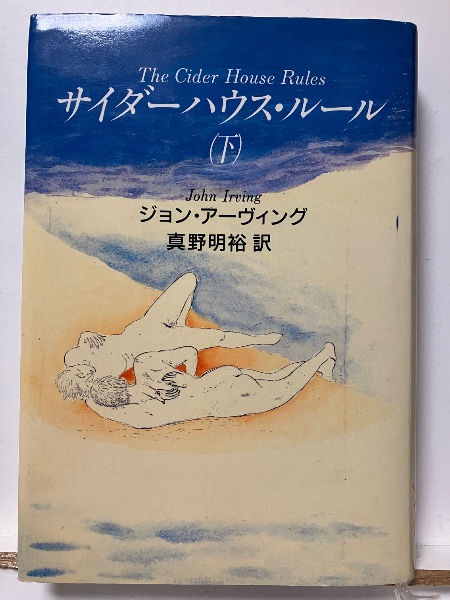 The Cider House Rules
サイダーハウス・ルール
(下)
John Irving
ジョン・アーヴィング
真野明裕 訳